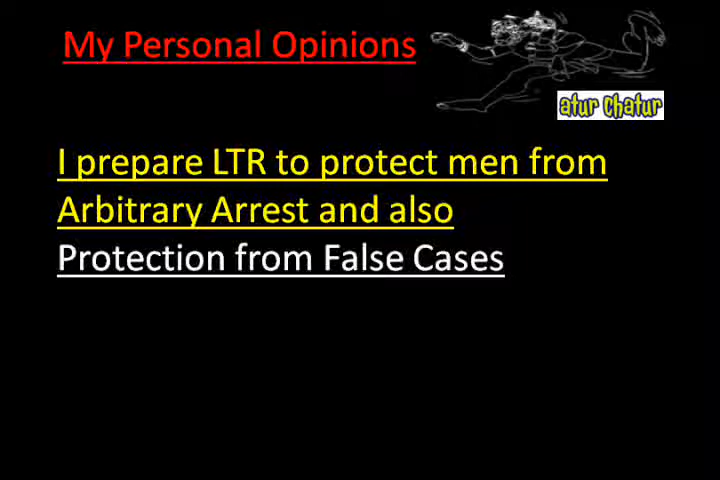 My Personal Opinions
atur chatur
I prepare LTR to protect men from
Arbitrary Arrest and also
Protection from False Cases